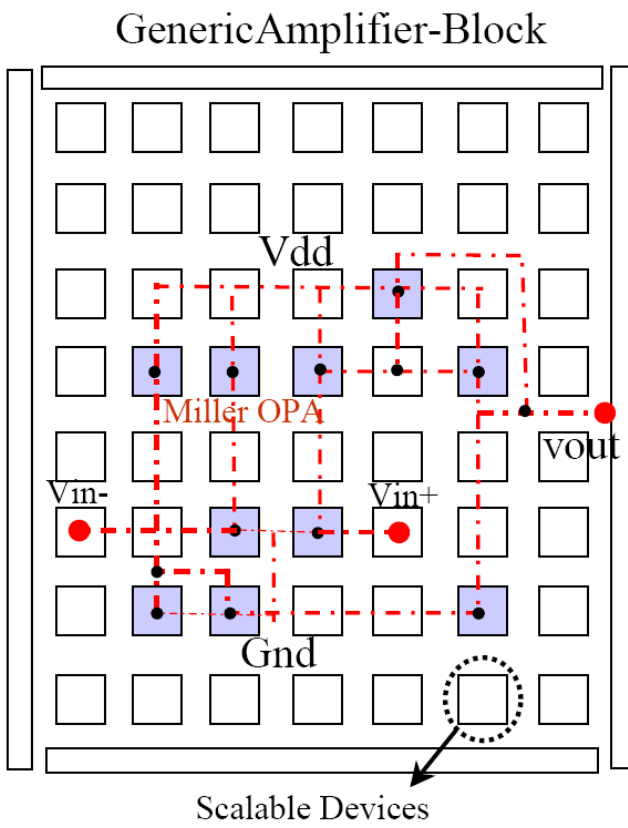 GenericAmplifier-Block
Vdd
Miller OPA
vout
Vin-
Vin+
Gnd
Scalable Devices